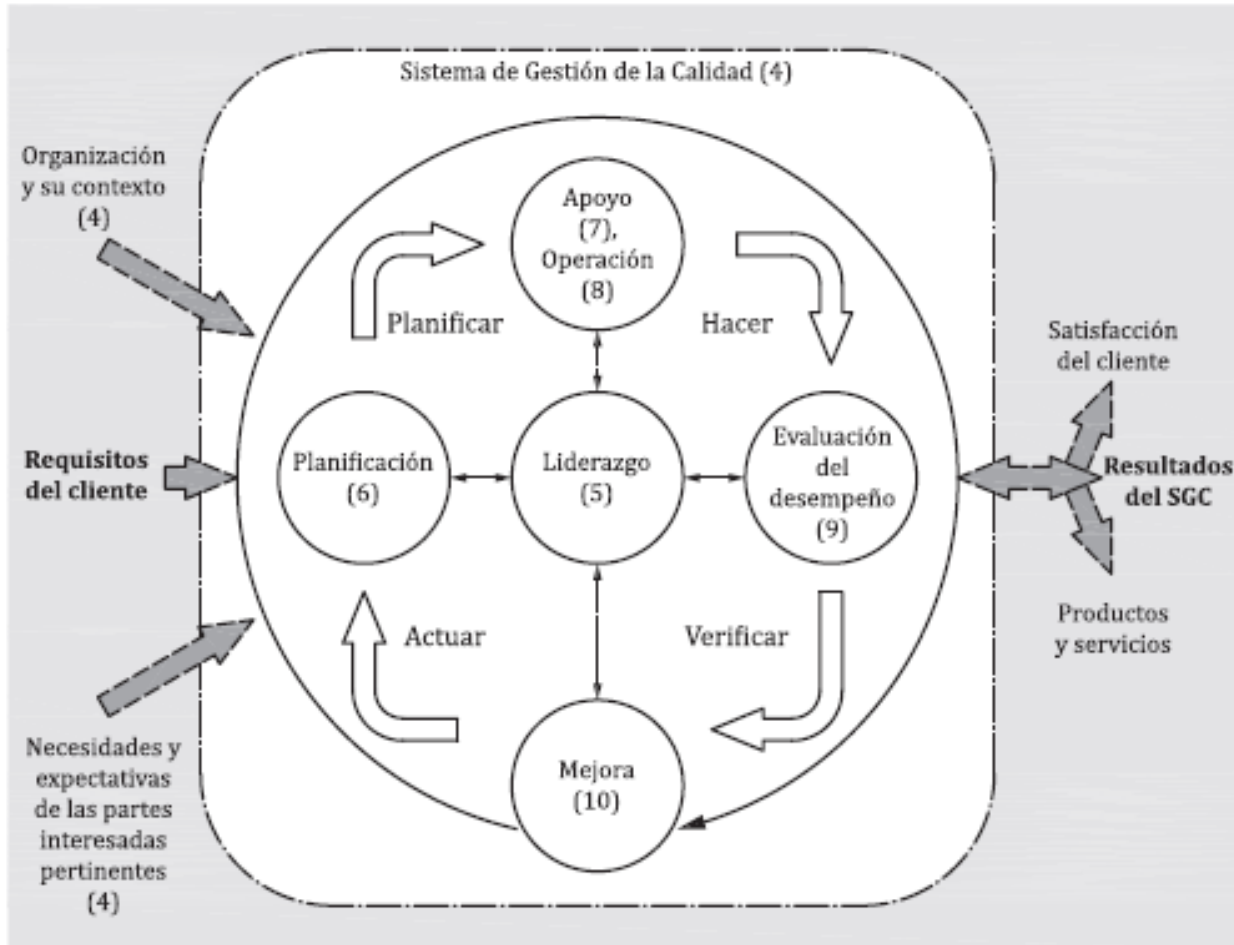 Sistema de Gestión de la Calidad (4)
Organización
y su contexto
(4)
Apoyo
(7),
Operación
(8)
Planificar
Hacer
Satisfacción
del cliente
Requisitos
del cliente
Planificación
(6)
Liderazgo
(5)
Evaluación
del
desempeño
(9)
Resultados
del SGC
Actuar
Verificar
Productos
y servicios
Necesidades y
expectativas
de las partes
interesadas
pertinentes
(4)
Mejora
(10)